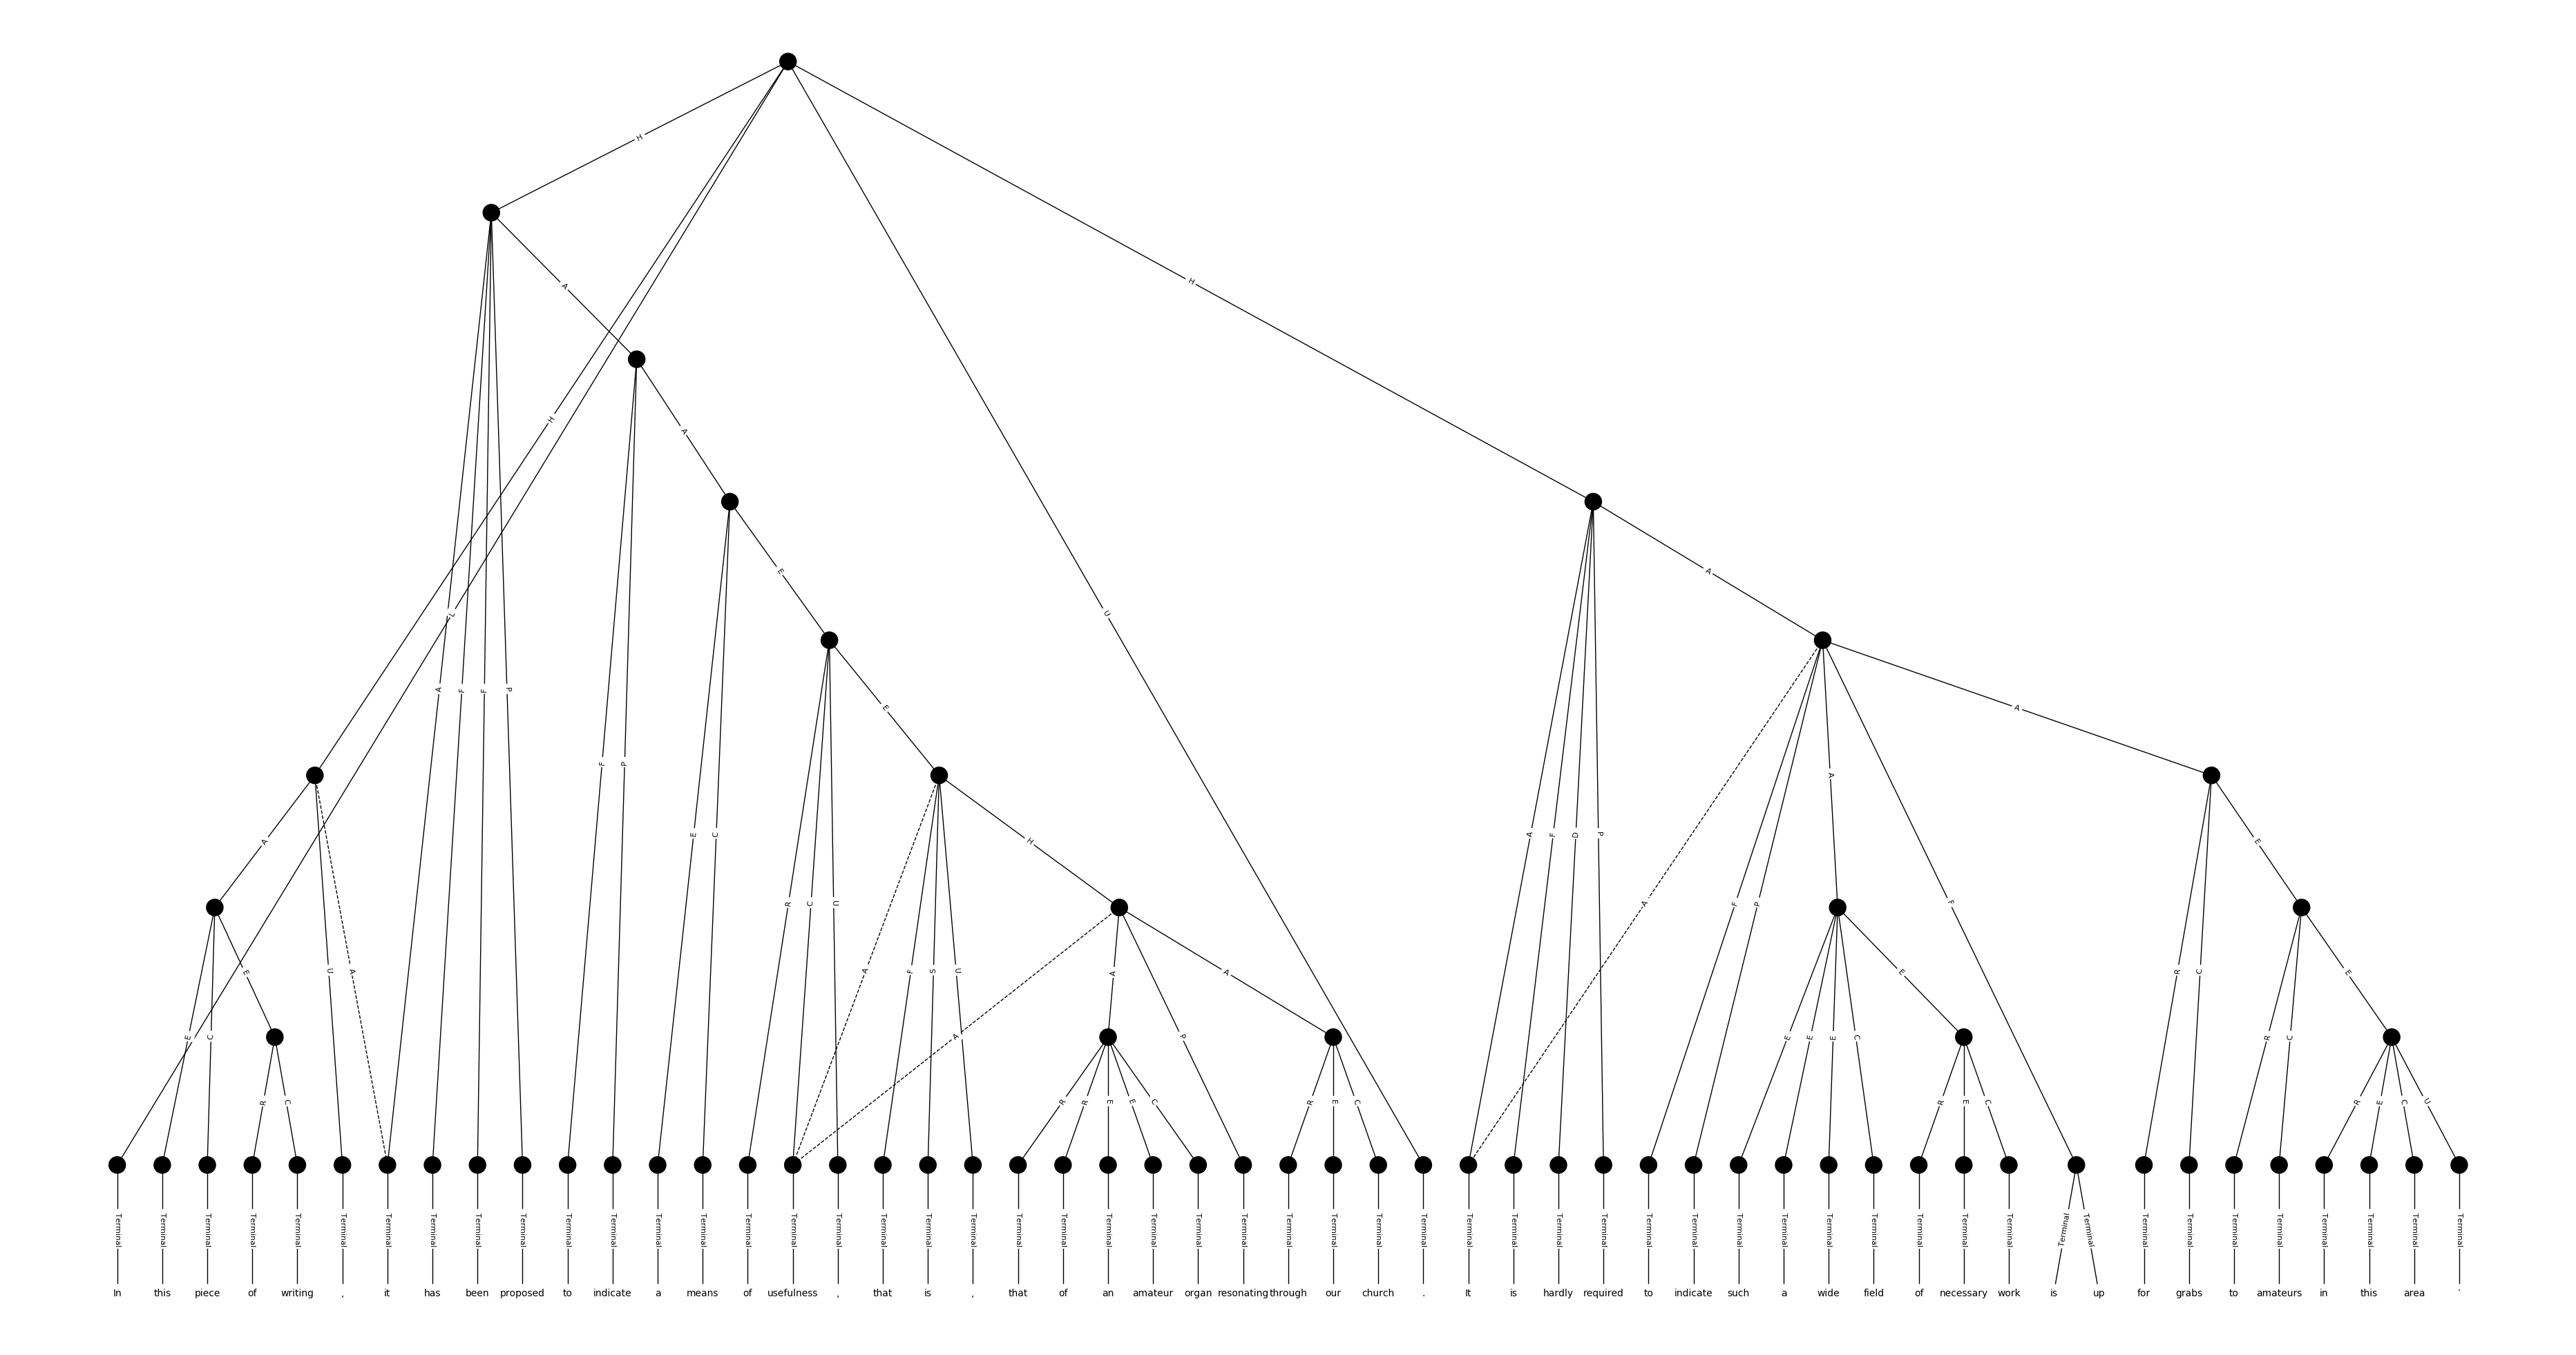 H
A
H
A
H
E
A
L
U
E
A
A F F P
F P
A
E C
A F D P
H
A
R C U
A F P
F
E
E
A F S U
A
A
R C
E
U A
E C
A
P
E E E C
E
R C
R C
R R E E C
R E C
R E C
R E C U
Terminal Terminal Terminal Terminal Terminal Terminal Terminal Terminal Terminal Terminal Terminal Terminal Terminal Terminal Terminal Terminal Terminal Terminal Terminal Terminal Terminal Terminal Terminal Terminal Terminal Terminal Terminal Terminal Terminal Terminal Terminal Terminal Terminal Terminal Terminal Terminal Terminal Terminal Terminal Terminal Terminal Terminal Terminal Terminal Terminal Terminal Terminal Terminal Terminal Terminal Terminal Terminal Terminal
In this piece of writing , it has been proposed to indicate a means of usefulness , that is , that of an amateur organ resonating through our church . It is hardly required to indicate such a wide field of necessary work is up for grabs to amateurs in this area .